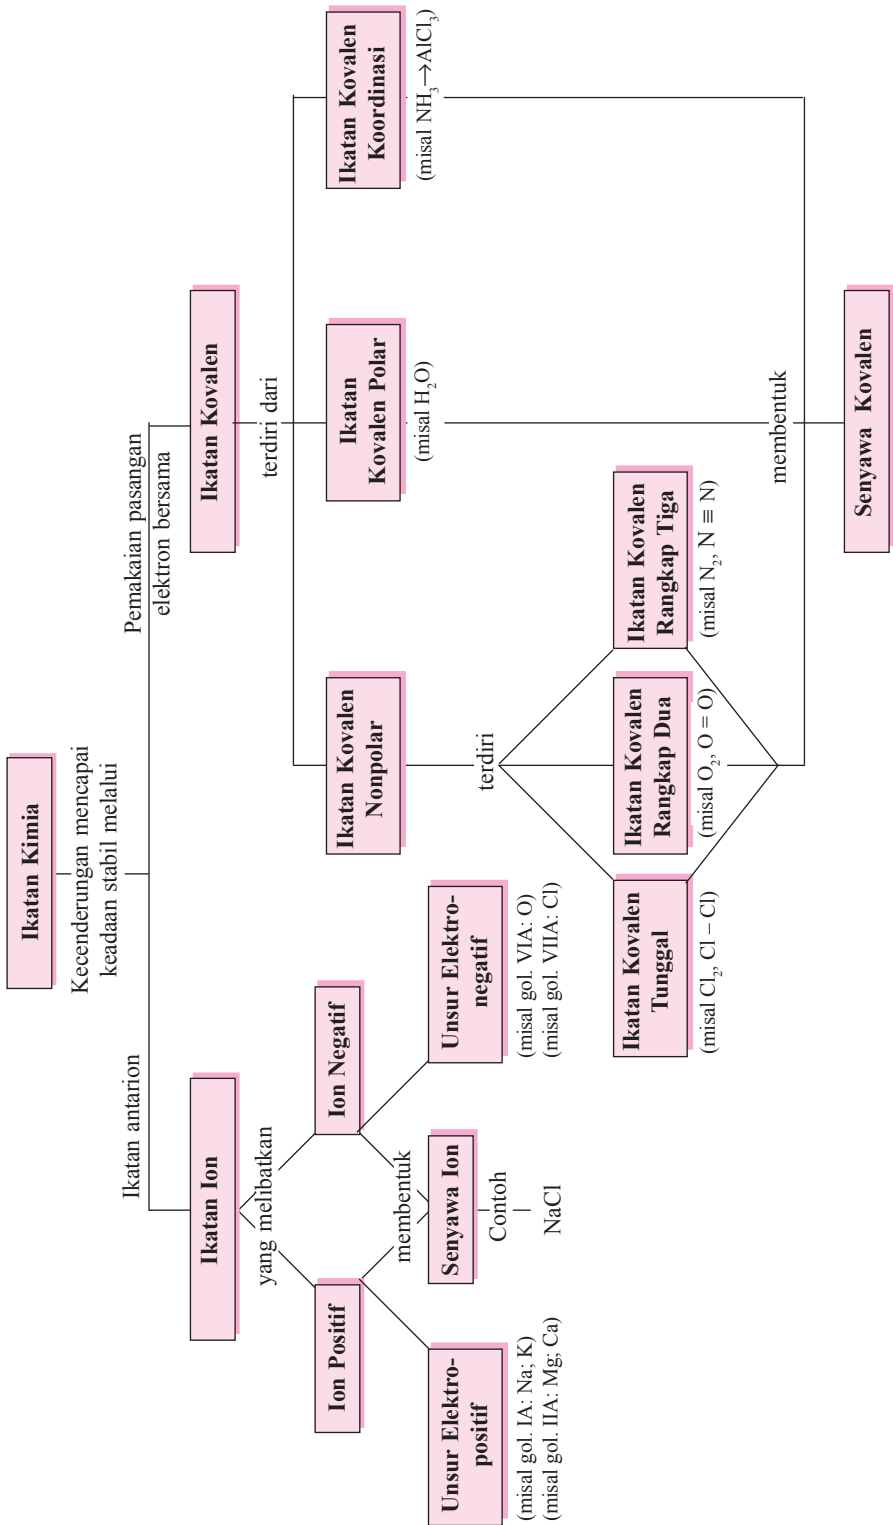 Ikatan Kimia
Kecenderungan mencapai
keadaan stabil melalui
Ikatan antarion
Pemakaian pasangan
elektron bersama
Ikatan Ion
Ikatan Kovalen
yang melibatkan
terdiri dari
Ion Positif
Ion Negatif
Ikatan Kovalen
Nonpolar
Ikatan
Kovalen Polar
(misal H₂O)
Ikatan Kovalen
Koordinasi
(misal NH₃→AlCl₃)
membentuk
Unsur Elektro-
positif
(misal gol. IA: Na; K)
(misal gol. IIA: Mg; Ca)
Senyawa Ion
Contoh
NaCl
Unsur Elektro-
negatif
(misal gol. VIA: O)
(misal gol. VIIA: Cl)
terdiri
Ikatan Kovalen
Tunggal
(misal Cl₂, Cl – Cl)
Ikatan Kovalen
Rangkap Dua
(misal O₂, O = O)
Ikatan Kovalen
Rangkap Tiga
(misal N₂, N ≡ N)
membentuk
Senyawa Kovalen